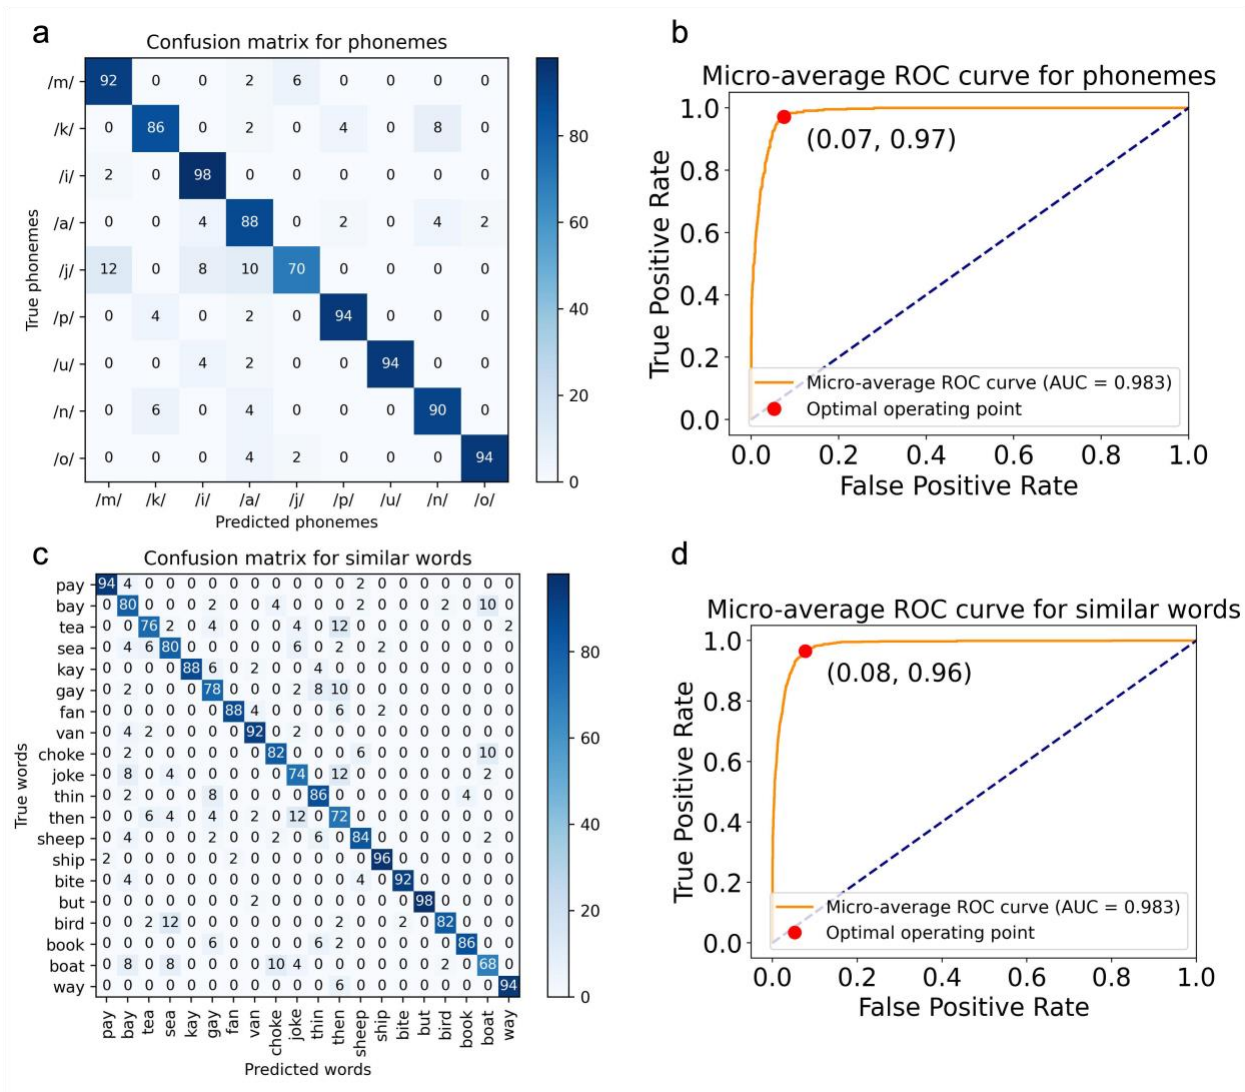 a
Confusion matrix for phonemes
/m/ 92 0 0 2 6 0 0 0 0
/k/ 0 86 0 2 0 4 0 8 0
/i/ 2 0 98 0 0 0 0 0 0
/a/ 0 0 4 88 0 2 0 4 2
/j/ 12 0 8 10 70 0 0 0 0
/p/ 0 4 0 2 0 94 0 0 0
/u/ 0 0 4 2 0 0 94 0 0
/n/ 0 6 0 4 0 0 0 90 0
/o/ 0 0 0 4 2 0 0 0 94
/m/ /k/ /i/ /a/ /j/ /p/ /u/ /n/ /o/
Predicted phonemes
True phonemes
80
60
40
20
0
b
Micro-average ROC curve for phonemes
1.0
0.8
0.6
0.4
0.2
0.0
True Positive Rate
(0.07, 0.97)
Micro-average ROC curve (AUC = 0.983)
Optimal operating point
0.0 0.2 0.4 0.6 0.8 1.0
False Positive Rate
c
Confusion matrix for similar words
pay 94 4 0 0 0 0 0 0 0 0 0 0 2 0 0 0 0 0 0 0
bay 0 80 0 0 0 2 0 0 4 0 0 0 2 0 0 0 2 0 10 0
tea 0 0 76 2 0 4 0 0 0 4 0 12 0 0 0 0 0 0 0 2
sea 0 4 6 80 0 0 0 0 0 6 0 2 0 2 0 0 0 0 0 0
kay 0 0 0 0 88 6 0 2 0 0 4 0 0 0 0 0 0 0 0 0
gay 0 2 0 0 0 78 0 0 0 2 8 10 0 0 0 0 0 0 0 0
fan 0 0 0 0 0 0 88 4 0 0 0 6 0 2 0 0 0 0 0 0
van 0 4 2 0 0 0 0 92 0 2 0 0 0 0 0 0 0 0 0 0
choke 0 2 0 0 0 0 0 0 82 0 0 0 6 0 0 0 0 0 10 0
joke 0 8 0 4 0 0 0 0 0 74 0 12 0 0 0 0 0 0 2 0
thin 0 2 0 0 0 8 0 0 0 0 86 0 0 0 0 0 0 4 0 0
then 0 0 6 4 0 4 0 2 0 12 0 72 0 0 0 0 0 0 0 0
sheep 0 4 0 0 0 2 0 0 2 0 6 0 84 0 0 0 0 0 2 0
ship 2 0 0 0 0 0 2 0 0 0 0 0 0 96 0 0 0 0 0 0
bite 0 4 0 0 0 0 0 0 0 0 0 0 4 0 92 0 0 0 0 0
but 0 0 0 0 0 0 0 2 0 0 0 0 0 0 0 98 0 0 0 0
bird 0 0 2 12 0 0 0 0 0 0 0 2 0 0 2 0 82 0 0 0
book 0 0 0 0 0 6 0 0 0 0 6 2 0 0 0 0 0 86 0 0
boat 0 8 0 8 0 0 0 0 10 4 0 0 0 0 0 0 2 0 68 0
way 0 0 0 0 0 0 0 0 0 0 0 6 0 0 0 0 0 0 0 94
pay bay tea sea kay gay fan van choke joke thin then sheep ship bite but bird book boat way
Predicted words
True words
80
60
40
20
0
d
Micro-average ROC curve for similar words
1.0
0.8
0.6
0.4
0.2
0.0
True Positive Rate
(0.08, 0.96)
Micro-average ROC curve (AUC = 0.983)
Optimal operating point
0.0 0.2 0.4 0.6 0.8 1.0
False Positive Rate